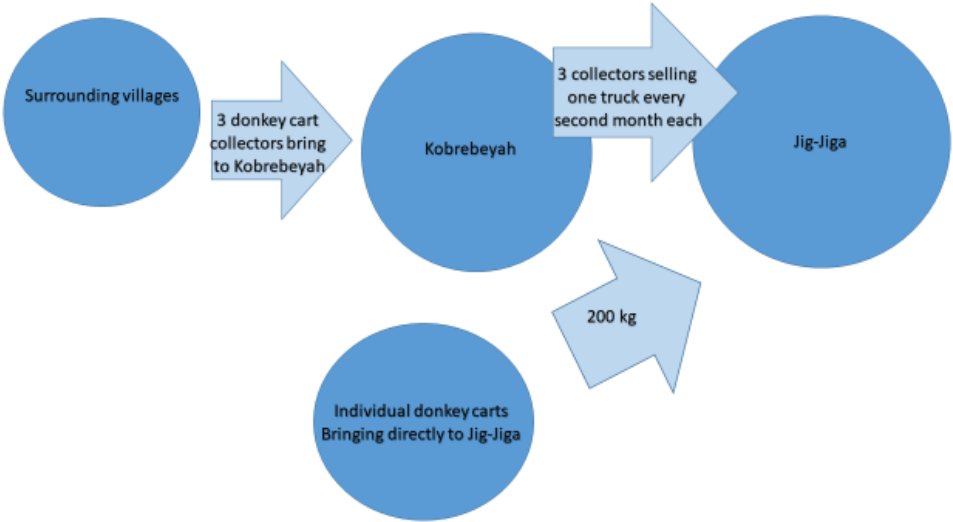 Surrounding villages
3 donkey cart
collectors bring
to Kobrebeyah
Kobrebeyah
3 collectors selling
one truck every
second month each
Jig-Jiga
200 kg
Individual donkey carts
Bringing directly to Jig-Jiga